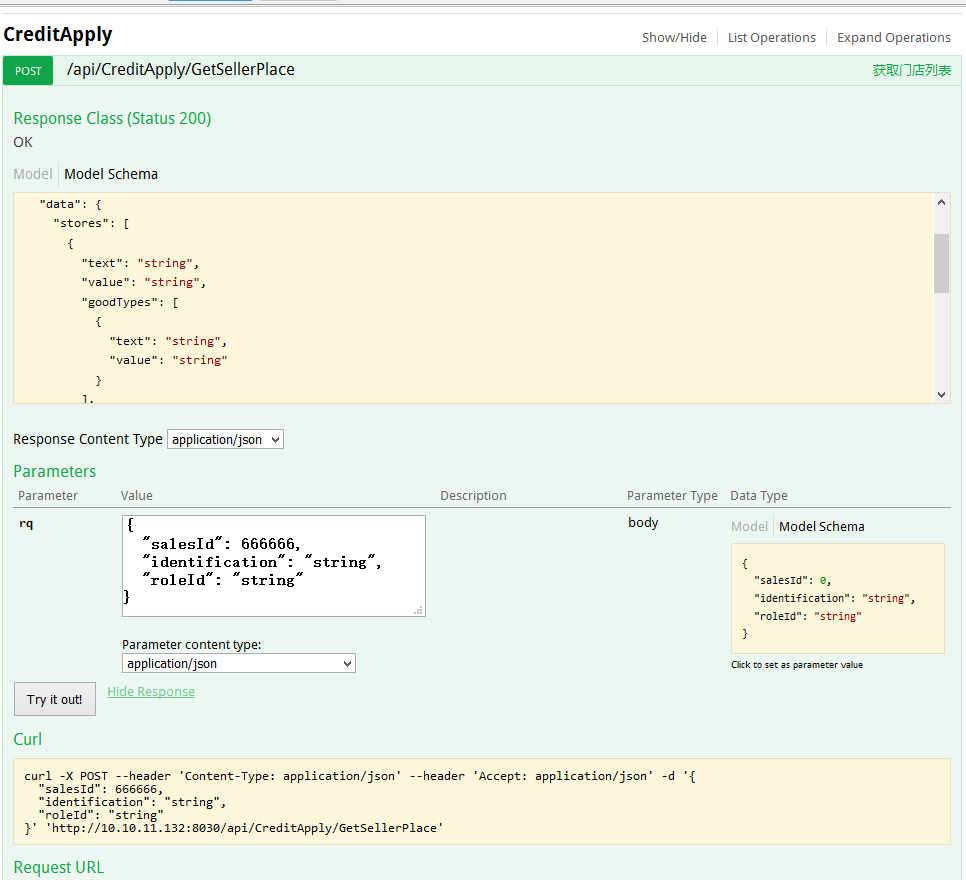 CreditApply
Show/Hide List Operations Expand Operations
POST /api/CreditApply/GetSellerPlace 获取门店列表
Response Class (Status 200)
OK
Model Model Schema
"data": {
"stores": [
{
"text": "string",
"value": "string",
"goodTypes": [
{
"text": "string",
"value": "string"
}
],
Response Content Type application/json
Parameters
Parameter Value Description Parameter Type Data Type
rq
{
"salesId": 666666,
"identification": "string",
"roleId": "string"
}
body
Model Model Schema
{
"salesId": 0,
"identification": "string",
"roleId": "string"
}
Click to set as parameter value
Parameter content type:
application/json
Try it out! Hide Response
Curl
curl -X POST --header 'Content-Type: application/json' --header 'Accept: application/json' -d '{
"salesId": 666666,
"identification": "string",
"roleId": "string"
}' 'http://10.10.11.132:8030/api/CreditApply/GetSellerPlace'
Request URL